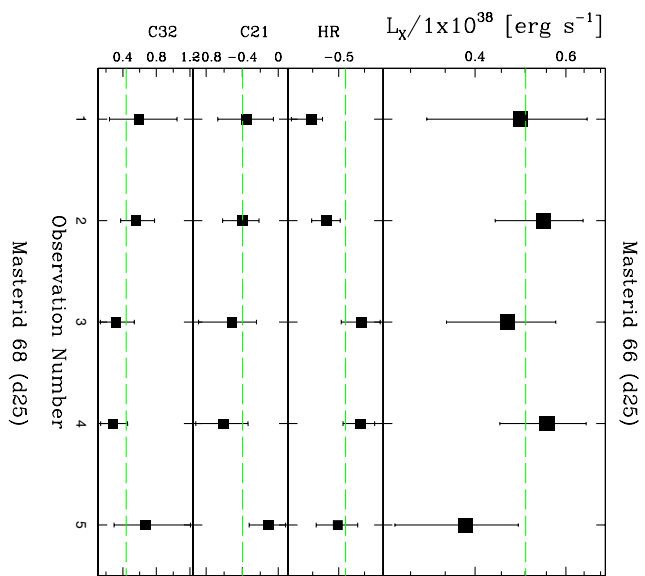 C32 C21 HR L_X/1x10^38 [erg s^−1]
0.4 0.8 1.2 −0.8 −0.4 0 −0.5 0.4 0.6
1
2
3
4
5
Observation Number
Masterid 68 (d25)
Masterid 66 (d25)